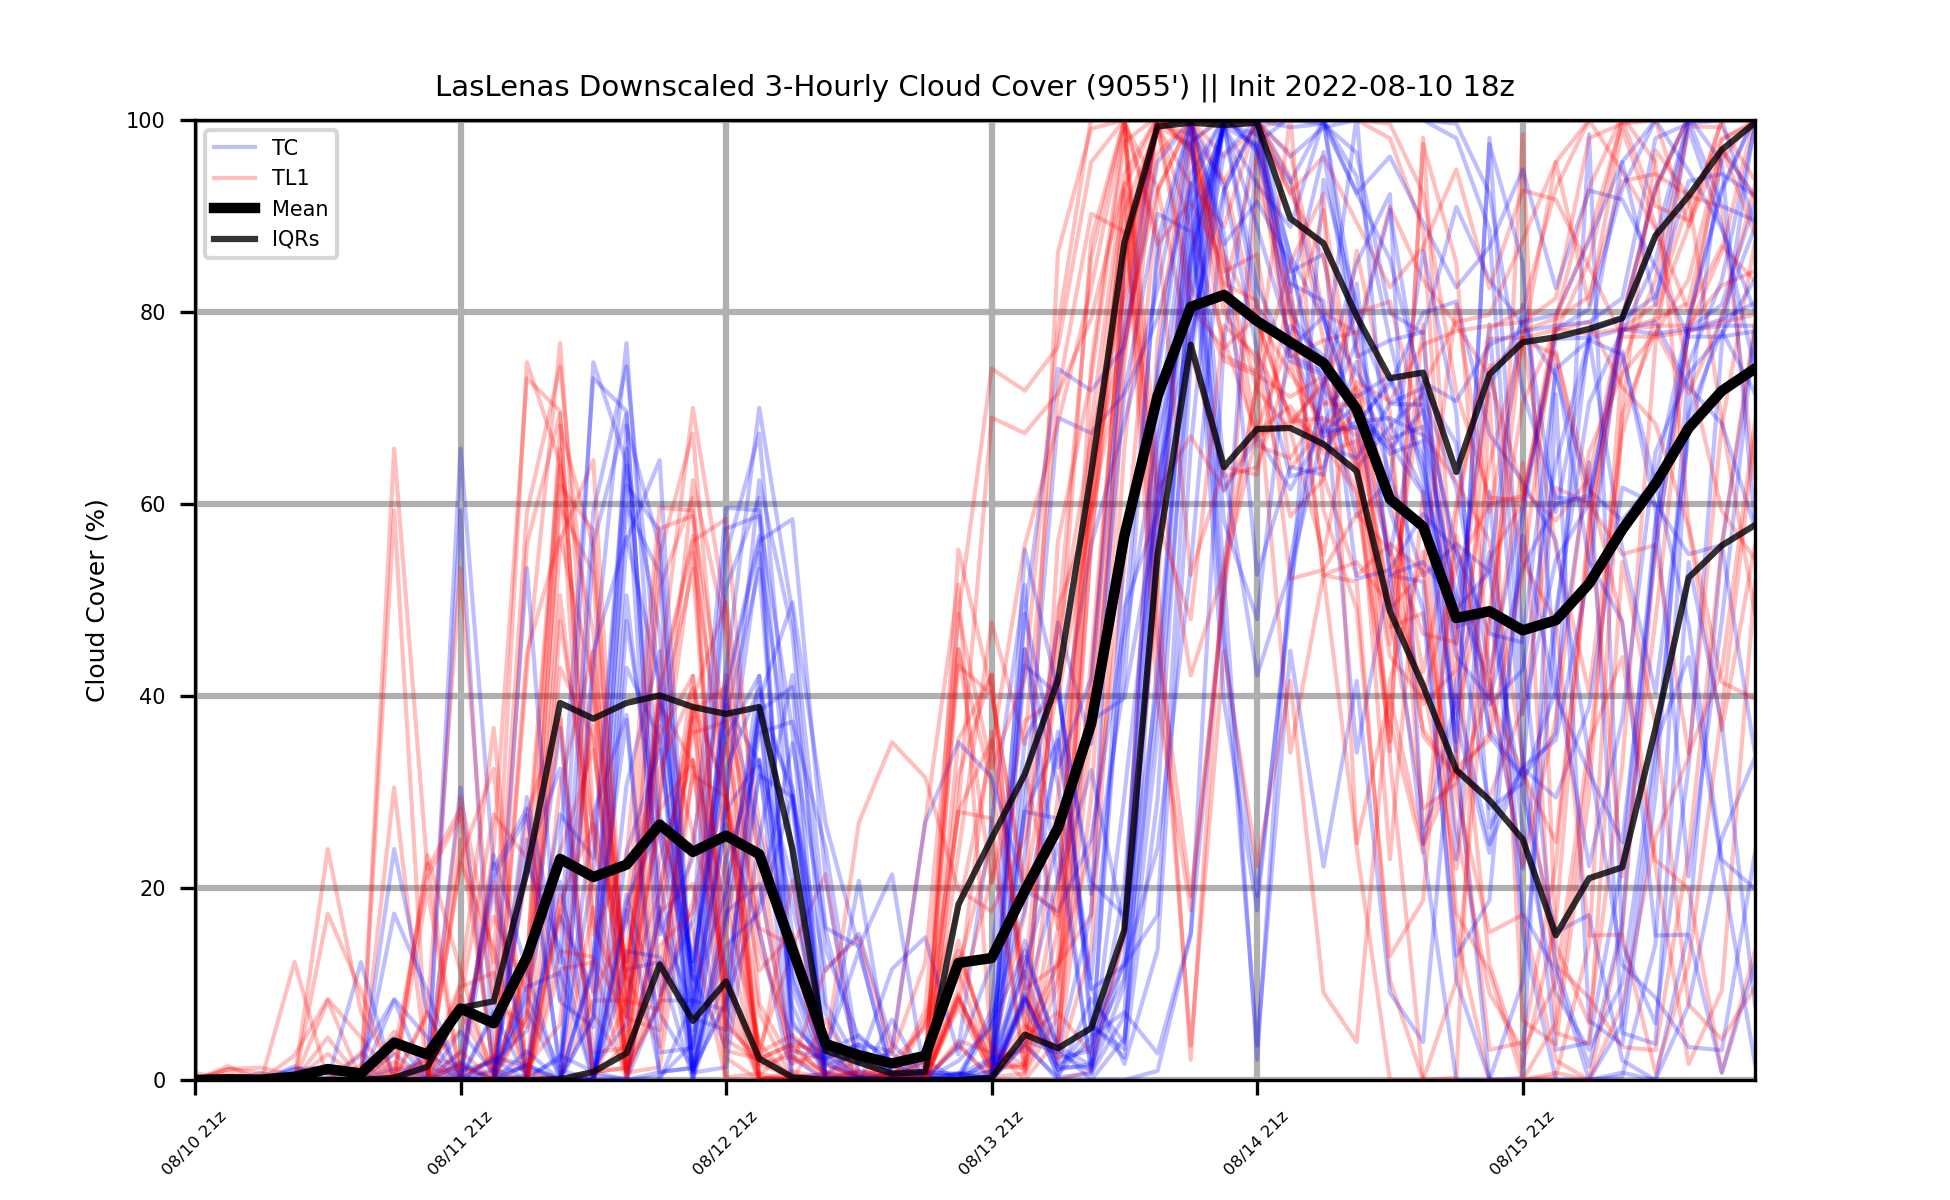 LasLenas Downscaled 3-Hourly Cloud Cover (9055') || Init 2022-08-10 18z
100
80
60
40
20
0
Cloud Cover (%)
TC
TL1
Mean
IQRs
08/10 21z
08/11 21z
08/12 21z
08/13 21z
08/14 21z
08/15 21z